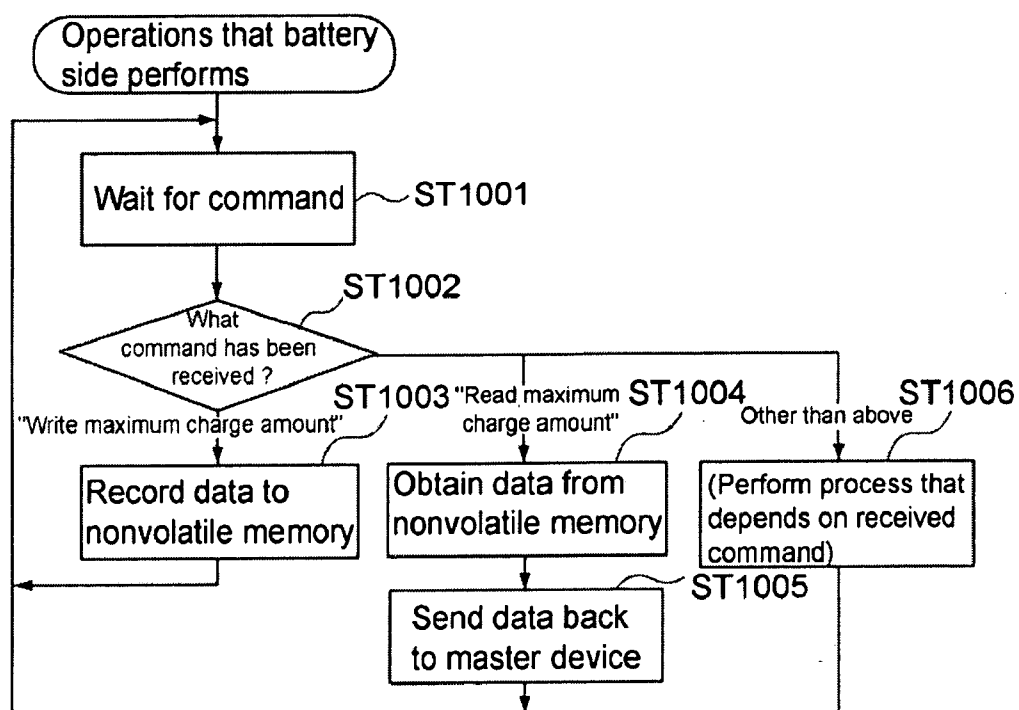 Operations that battery
side performs
Wait for command
ST1001
ST1002
What
command has been
received ?
"Write maximum charge amount"
ST1003
Record data to
nonvolatile memory
"Read maximum
charge amount"
ST1004
Obtain data from
nonvolatile memory
ST1005
Send data back
to master device
Other than above
ST1006
(Perform process that
depends on received
command)